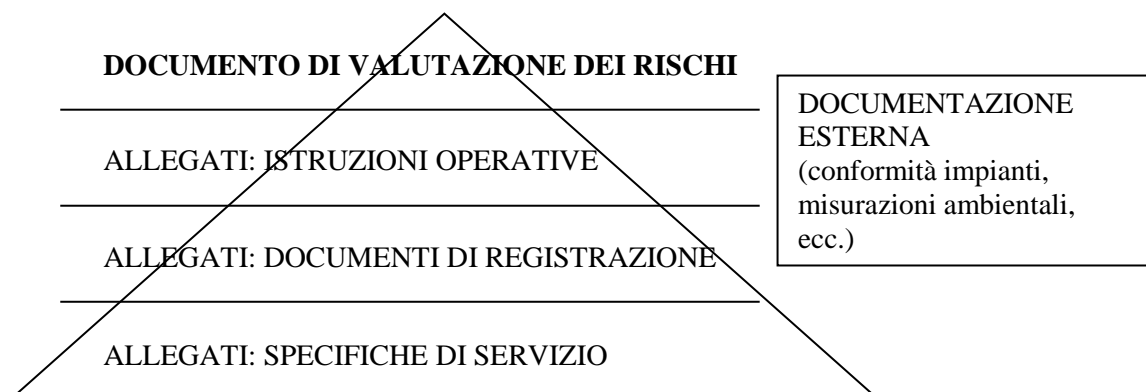 DOCUMENTO DI VALUTAZIONE DEI RISCHI
ALLEGATI: ISTRUZIONI OPERATIVE
ALLEGATI: DOCUMENTI DI REGISTRAZIONE
ALLEGATI: SPECIFICHE DI SERVIZIO
DOCUMENTAZIONE
ESTERNA
(conformità impianti,
misurazioni ambientali,
ecc.)